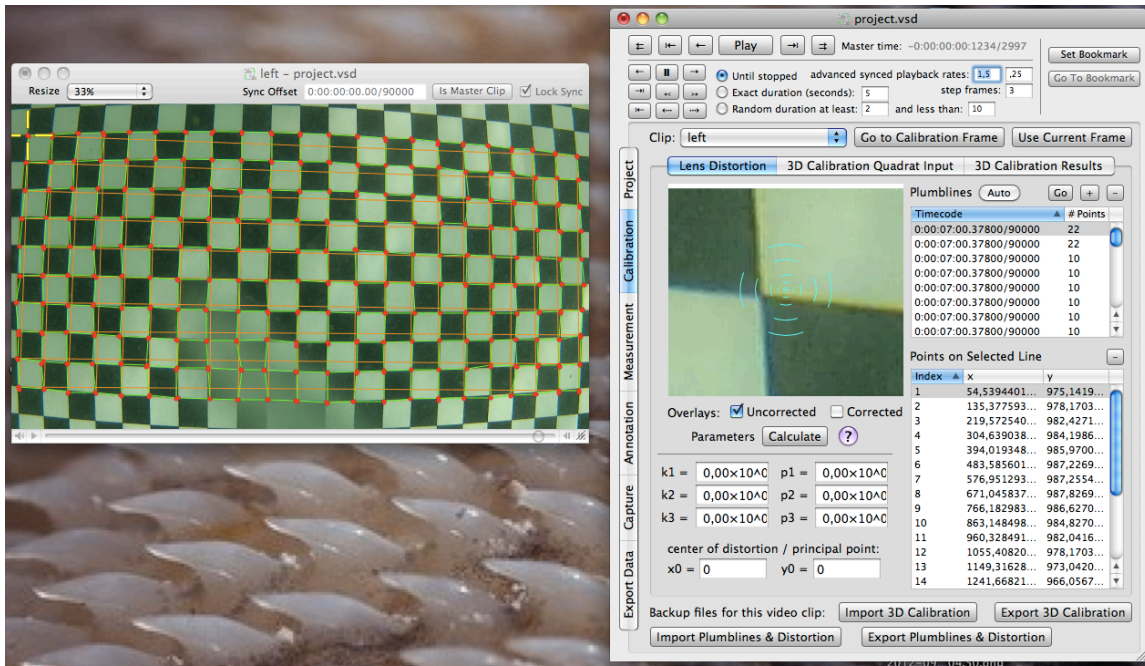 left – project.vsd
Resize 33% Sync Offset 0:00:00:00.00/90000 Is Master Clip Lock Sync
project.vsd
Play Master time: -0:00:00:00:1234/2997 Set Bookmark
Until stopped advanced synced playback rates: 1,5 ,25 Go To Bookmark
Exact duration (seconds): 5 step frames: 3
Random duration at least: 2 and less than: 10
Clip: left Go to Calibration Frame Use Current Frame
Project
Calibration
Measurement
Annotation
Capture
Export Data
Lens Distortion 3D Calibration Quadrat Input 3D Calibration Results
Plumblines Auto Go + –
Timecode # Points
0:00:07:00.37800/90000 22
0:00:07:00.37800/90000 22
0:00:07:00.37800/90000 10
0:00:07:00.37800/90000 10
0:00:07:00.37800/90000 10
0:00:07:00.37800/90000 10
0:00:07:00.37800/90000 10
0:00:07:00.37800/90000 10
Points on Selected Line –
Index x y
1 54,5394401... 975,1419...
2 135,377593... 978,1703...
3 219,572540... 982,4271...
4 304,639038... 984,1986...
5 394,019348... 985,9700...
6 483,585601... 987,2269...
7 576,951293... 987,2554...
8 671,045837... 987,8269...
9 766,182983... 986,6270...
10 863,148498... 984,8270...
11 960,328491... 982,0416...
12 1055,40820... 978,1703...
13 1149,31628... 973,0420...
14 1241,66821... 966,0567...
Overlays: Uncorrected Corrected
Parameters Calculate ?
k1 = 0,00×10^0 p1 = 0,00×10^0
k2 = 0,00×10^0 p2 = 0,00×10^0
k3 = 0,00×10^0 p3 = 0,00×10^0
center of distortion / principal point:
x0 = 0 y0 = 0
Backup files for this video clip: Import 3D Calibration Export 3D Calibration
Import Plumblines & Distortion Export Plumblines & Distortion